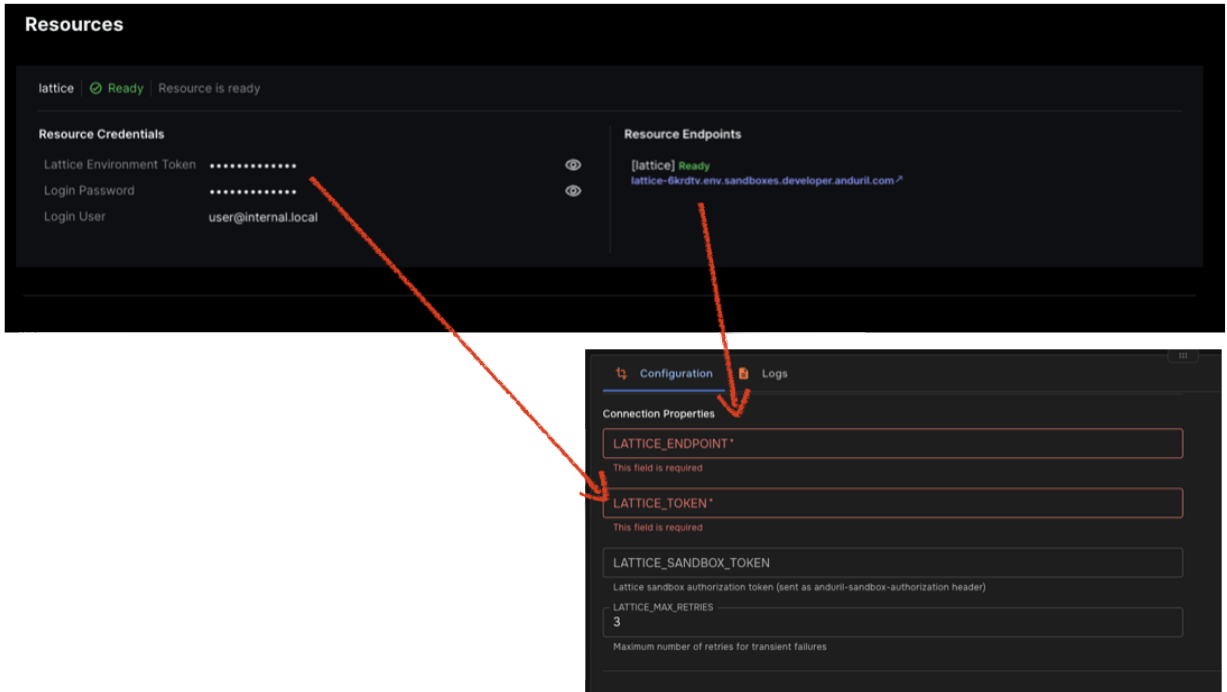 Resources
lattice Ready Resource is ready
Resource Credentials
Lattice Environment Token •••••••••••••
Login Password •••••••••••••
Login User user@internal.local
Resource Endpoints
[lattice] Ready
lattice-6krdtv.env.sandboxes.developer.anduril.com↗
Configuration Logs
Connection Properties
LATTICE_ENDPOINT*
This field is required
LATTICE_TOKEN*
This field is required
LATTICE_SANDBOX_TOKEN
Lattice sandbox authorization token (sent as anduril-sandbox-authorization header)
LATTICE_MAX_RETRIES
3
Maximum number of retries for transient failures